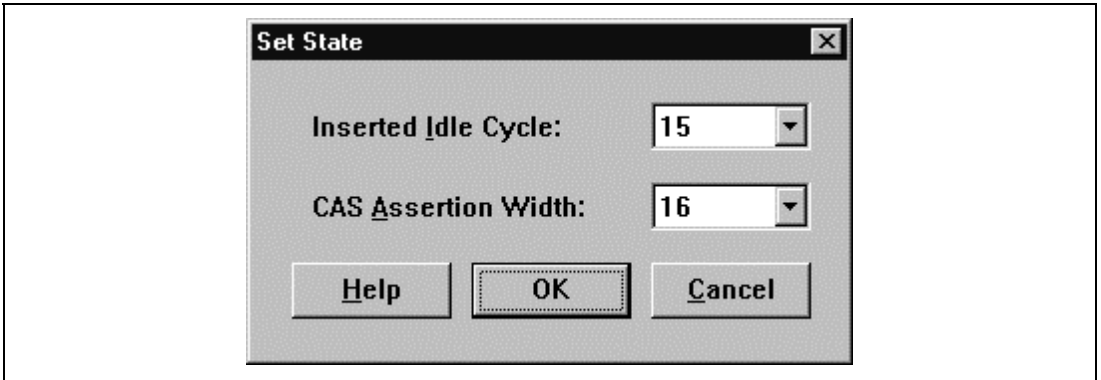 Set State
Inserted Idle Cycle: 15
CAS Assertion Width: 16
Help OK Cancel